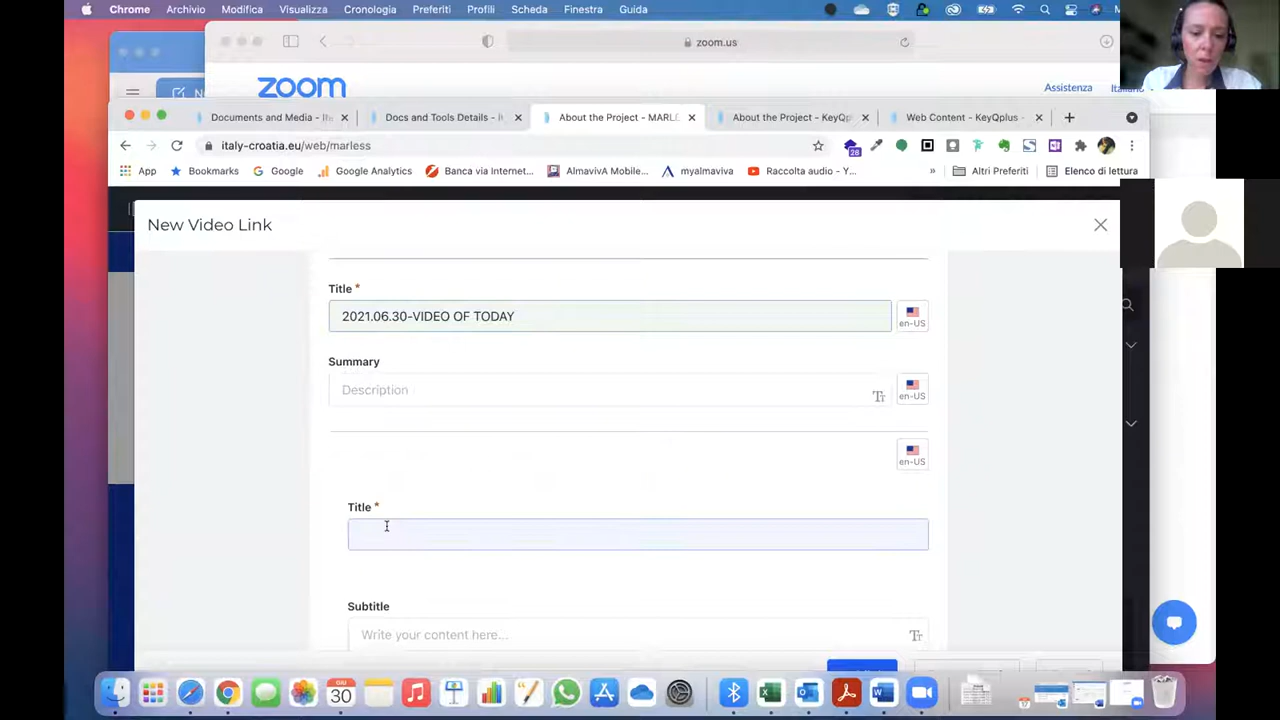 Chrome Archivio Modifica Visualizza Cronologia Preferiti Profili Scheda Finestra Guida
zoom.us
zoom
Assistenza
Documents and Media - Ite
Docs and Tools Details - I
About the Project - MARL
About the Project - KeyQp
Web Content - KeyQplus -
italy-croatia.eu/web/marless
28
App Bookmarks Google Google Analytics Banca via Internet... AlmavivA Mobile... myalmaviva Raccolta audio - Y... » Altri Preferiti Elenco di lettura
New Video Link
Title *
2021.06.30-VIDEO OF TODAY
en-US
Summary
Description
en-US
en-US
Title *
Subtitle
Write your content here...
GIU
30